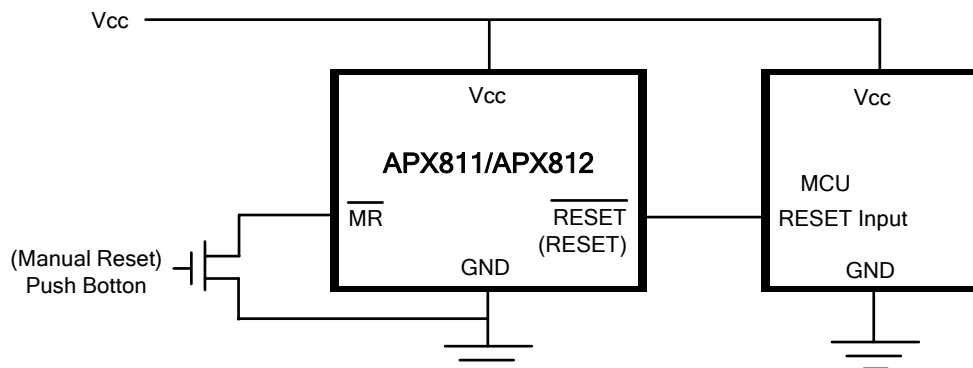 Vcc
Vcc
Vcc
APX811/APX812
MCU
MR
RESET
RESET Input
(RESET)
(Manual Reset)
Push Botton
GND
GND